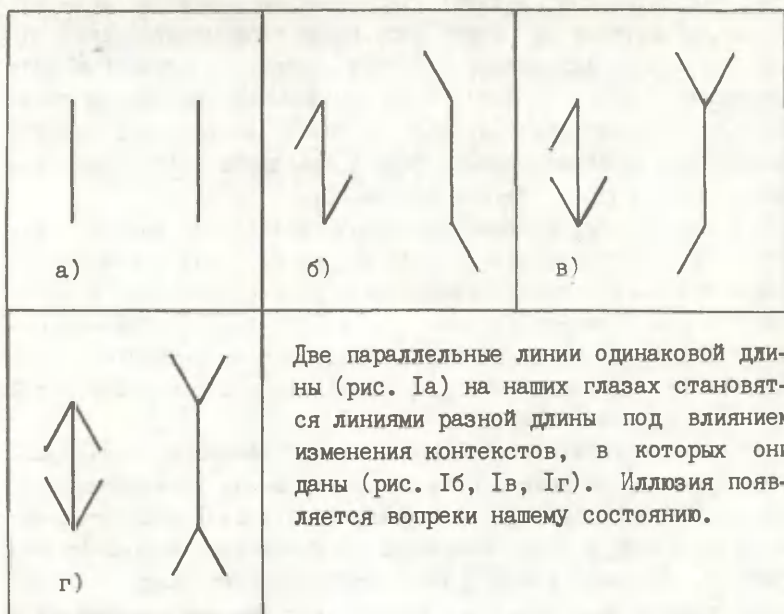 а)
б)
в)
г)
Две параллельные линии одинаковой дли-
ны (рис. Iа) на наших глазах становят-
ся линиями разной длины под влиянием
изменения контекстов, в которых они
даны (рис. Iб, Iв, Iг). Иллюзия появ-
ляется вопреки нашему состоянию.